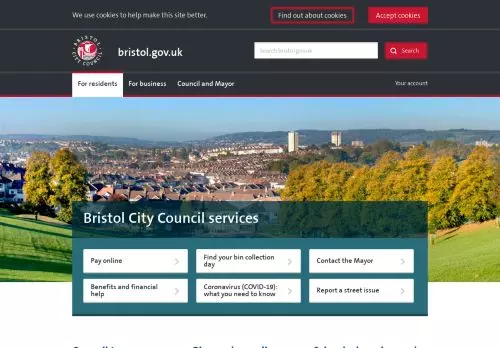 We use cookies to help make this site better.
Find out about cookies
Accept cookies
BRISTOL
CITY COUNCIL
bristol.gov.uk
Search bristol.gov.uk
Search
For residents
For business
Council and Mayor
Your account
Bristol City Council services
Pay online
Find your bin collection
day
Contact the Mayor
Benefits and financial
help
Coronavirus (COVID-19):
what you need to know
Report a street issue